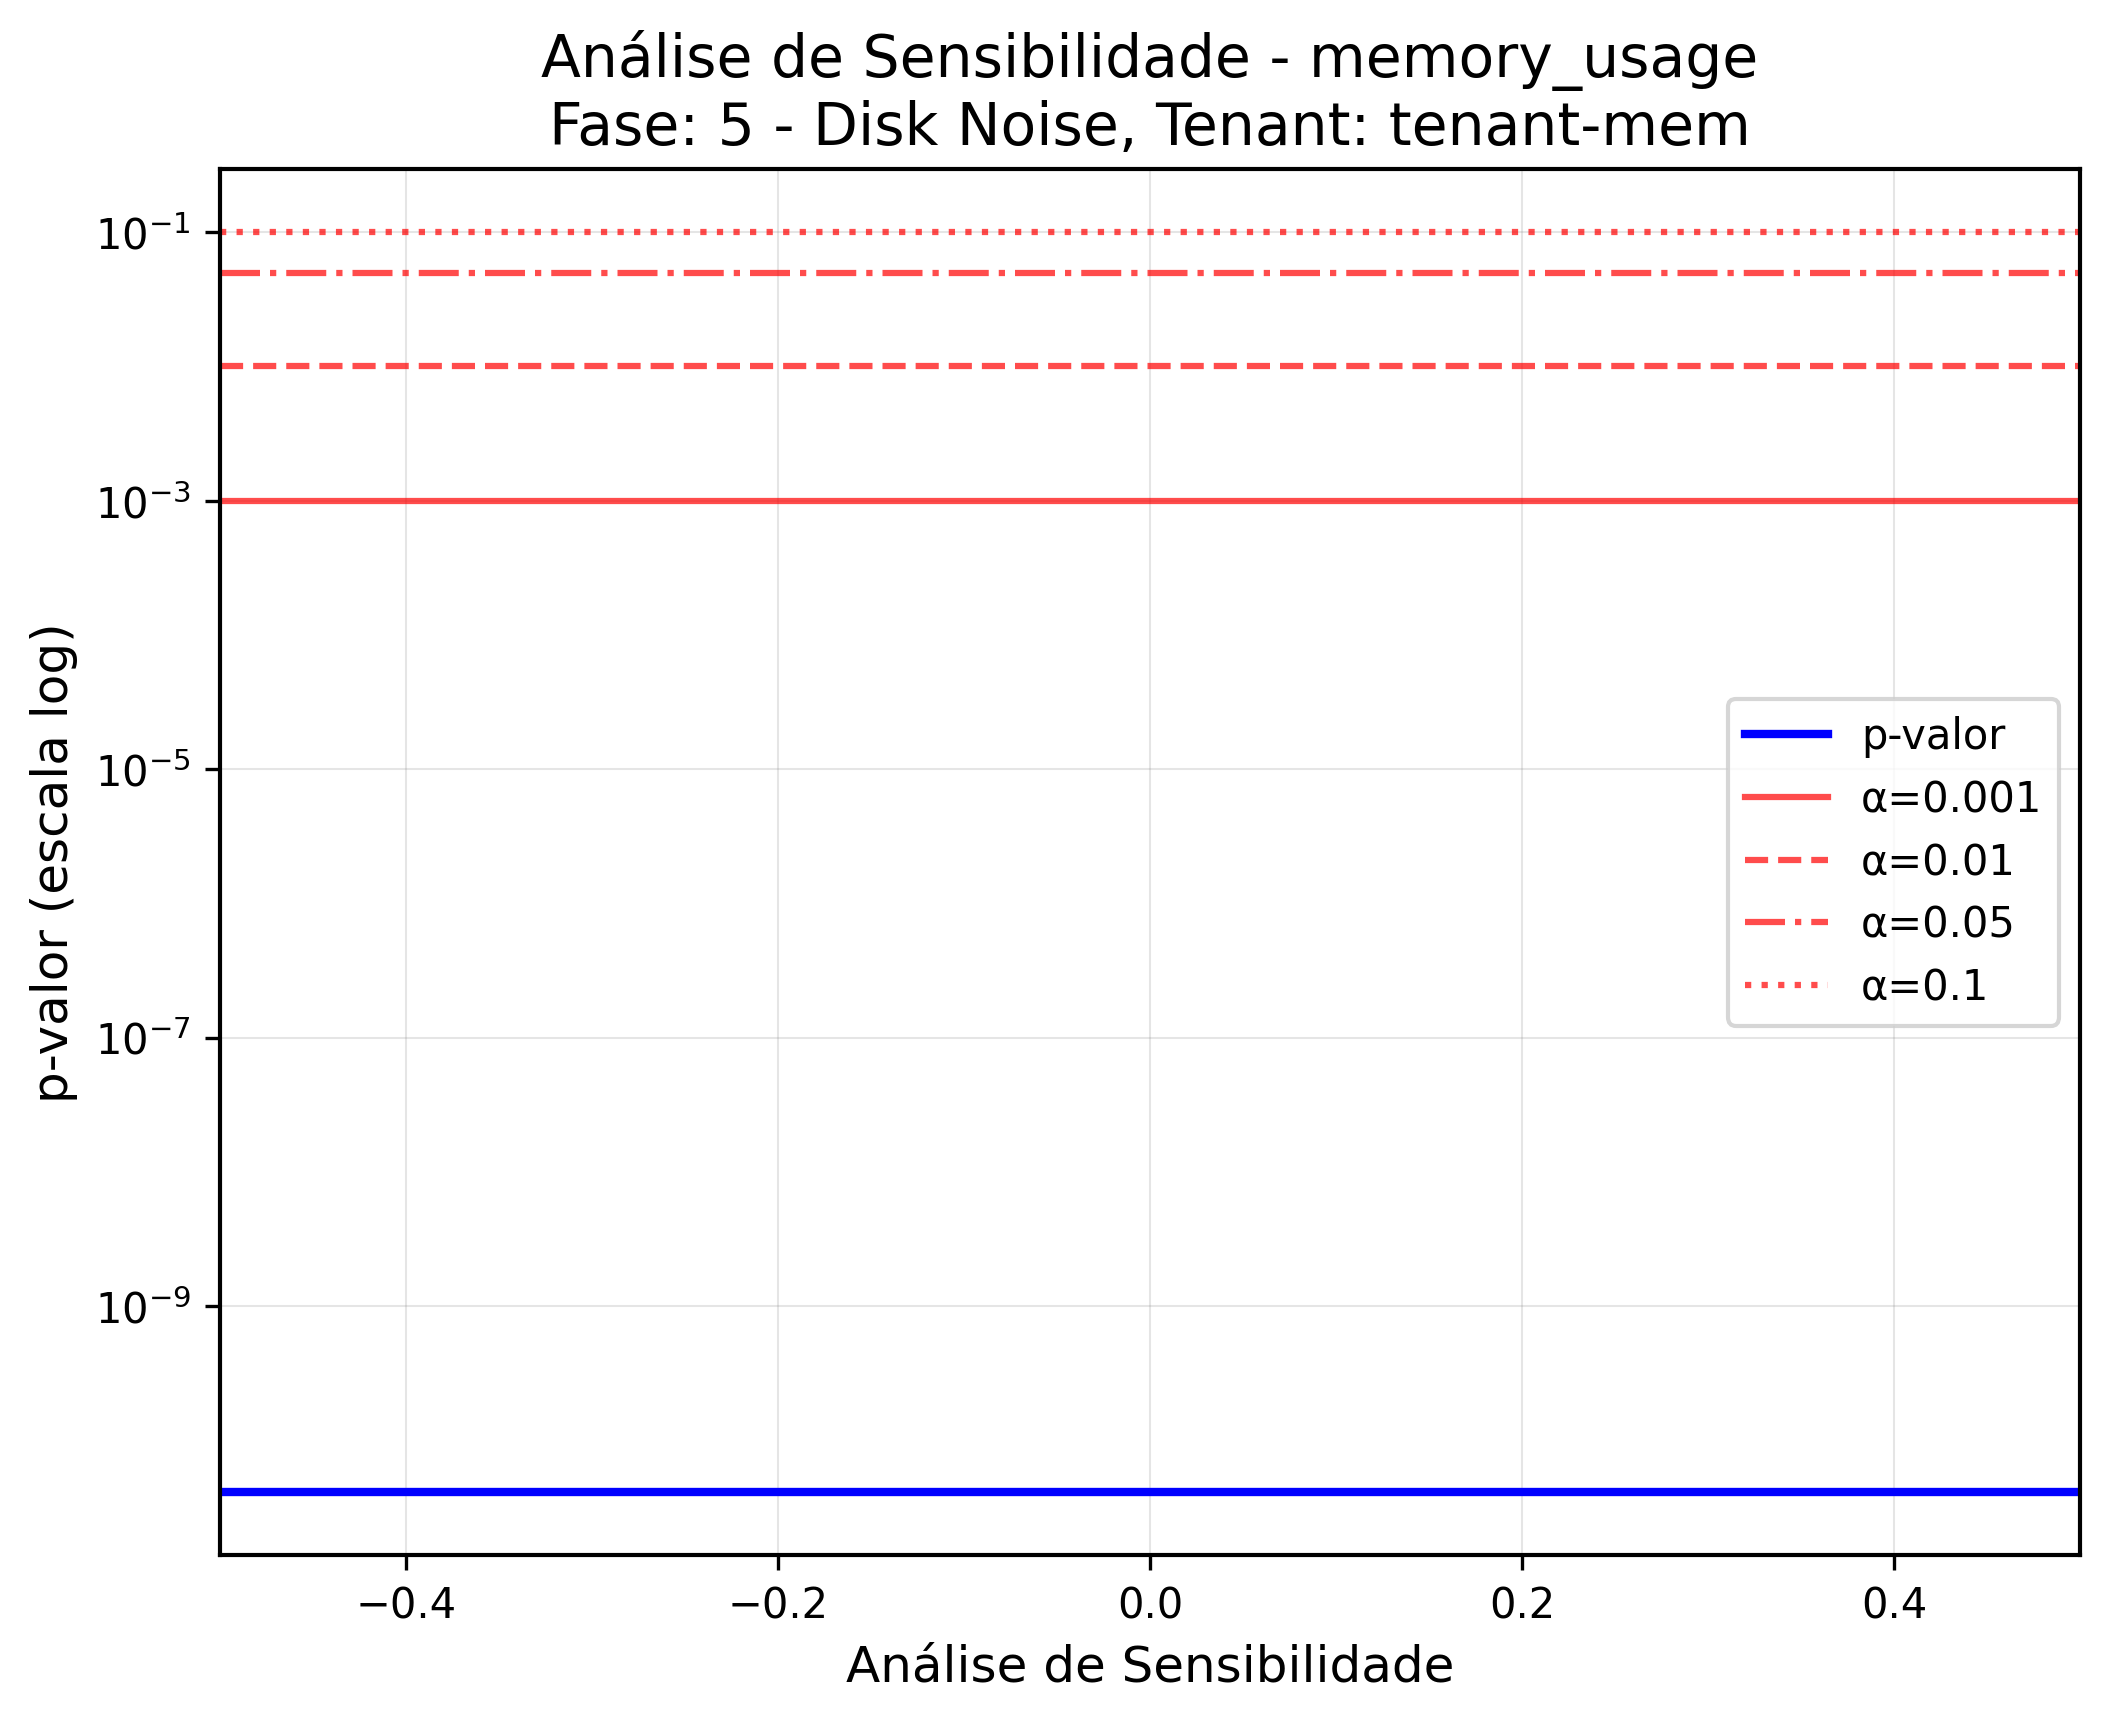 Análise de Sensibilidade - memory_usage
Fase: 5 - Disk Noise, Tenant: tenant-mem
p-valor (escala log)
10⁻¹
10⁻³
10⁻⁵
10⁻⁷
10⁻⁹
p-valor
α=0.001
α=0.01
α=0.05
α=0.1
−0.4 −0.2 0.0 0.2 0.4
Análise de Sensibilidade